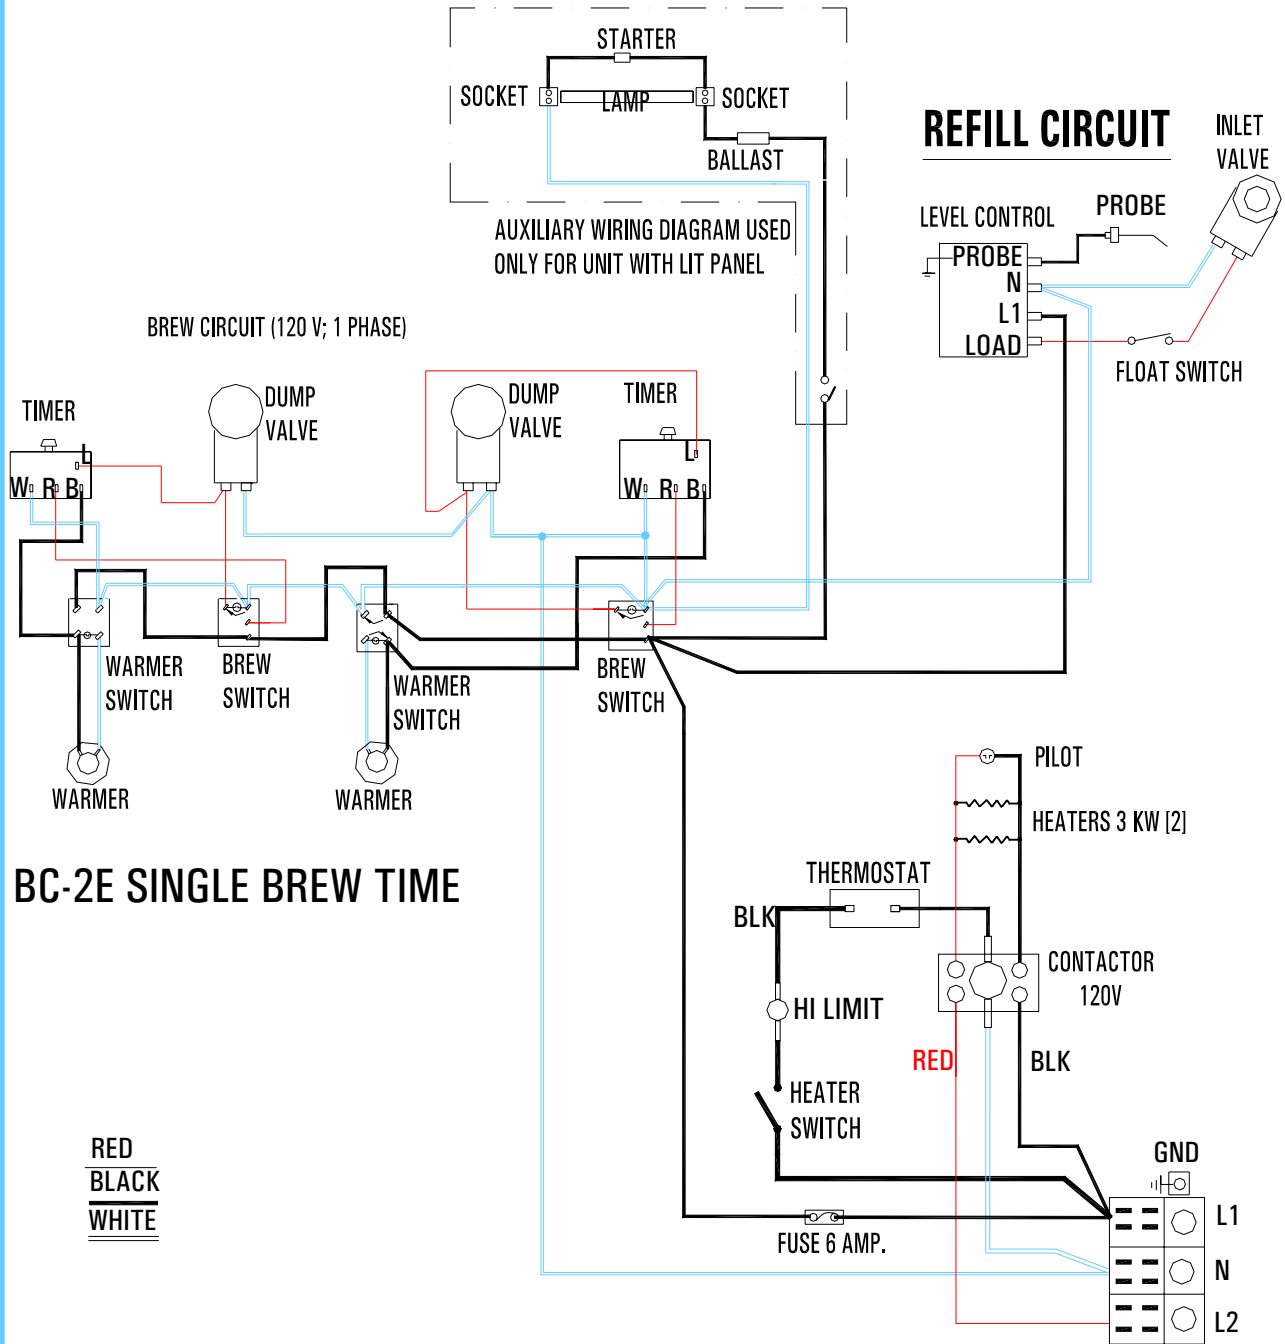 STARTER
SOCKET
LAMP
SOCKET
BALLAST
AUXILIARY WIRING DIAGRAM USED
ONLY FOR UNIT WITH LIT PANEL
REFILL CIRCUIT
INLET
VALVE
LEVEL CONTROL
PROBE
PROBE
N
L1
LOAD
FLOAT SWITCH
BREW CIRCUIT (120 V; 1 PHASE)
TIMER
DUMP
VALVE
DUMP
VALVE
TIMER
L
W R B
L
W R B
WARMER
SWITCH
BREW
SWITCH
WARMER
SWITCH
BREW
SWITCH
WARMER
WARMER
PILOT
HEATERS 3 KW [2]
BC-2E SINGLE BREW TIME
THERMOSTAT
BLK
CONTACTOR
120V
HI LIMIT
RED
BLK
HEATER
SWITCH
RED
BLACK
WHITE
GND
L1
FUSE 6 AMP.
N
L2